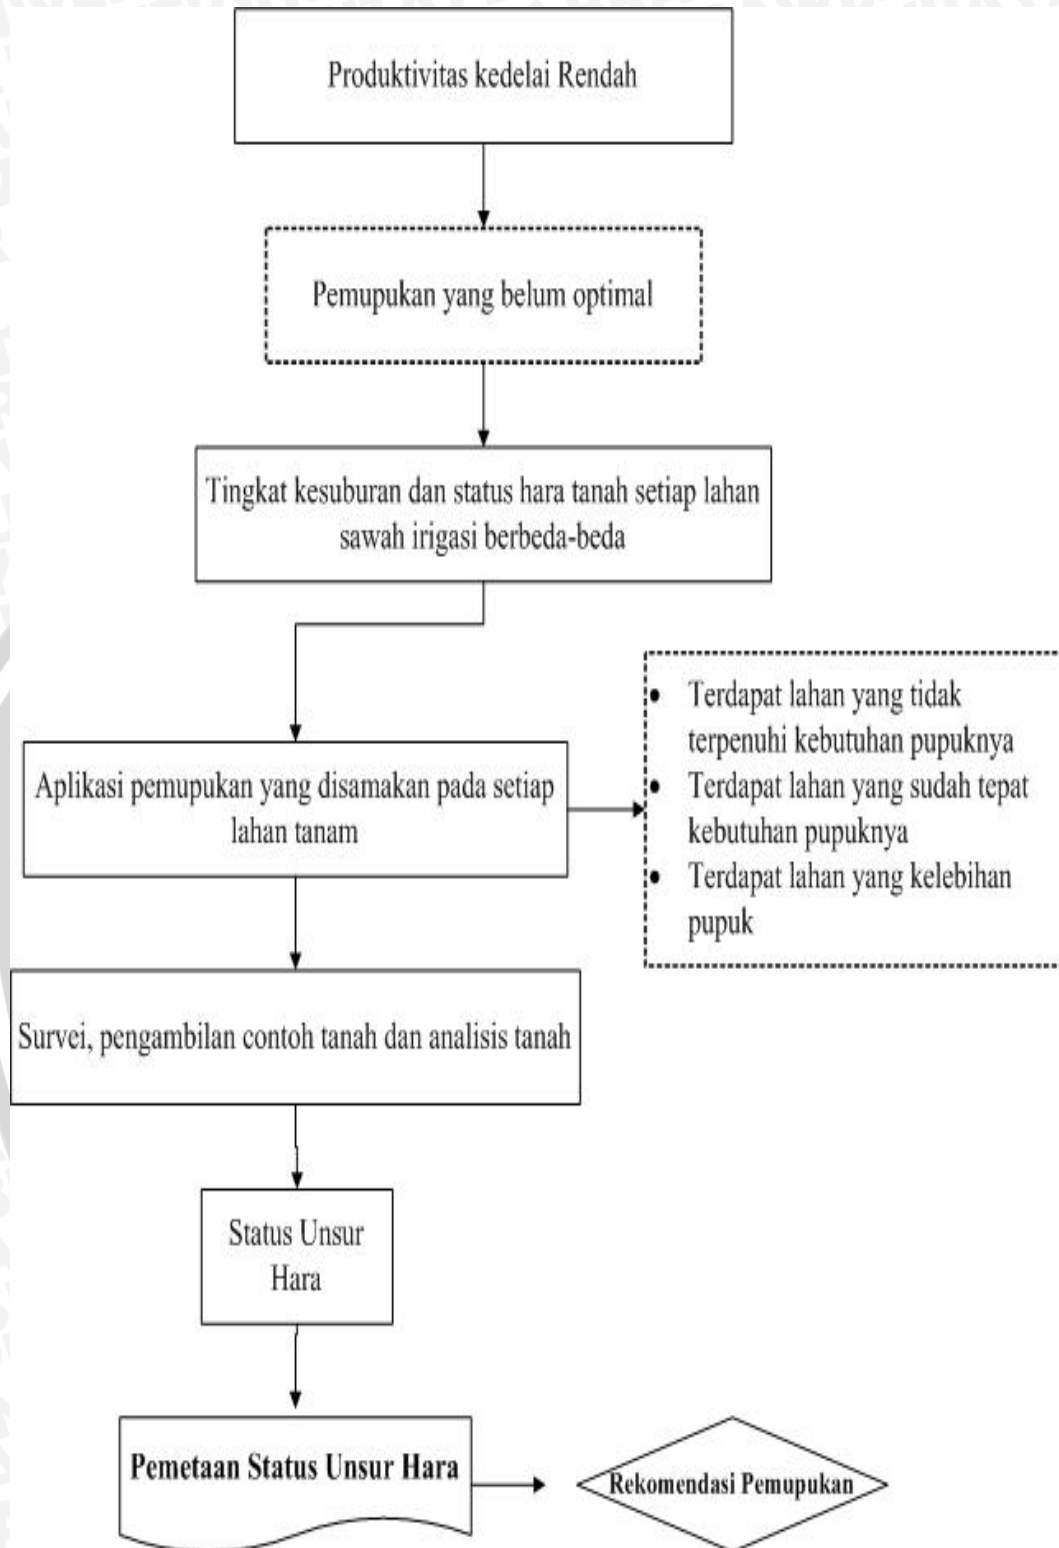 Produktivitas kedelai Rendah
Pemupukan yang belum optimal
Tingkat kesuburan dan status hara tanah setiap lahan
sawah irigasi berbeda-beda
Aplikasi pemupukan yang disamakan pada setiap
lahan tanam
• Terdapat lahan yang tidak
terpenuhi kebutuhan pupuknya
• Terdapat lahan yang sudah tepat
kebutuhan pupuknya
• Terdapat lahan yang kelebihan
pupuk
Survei, pengambilan contoh tanah dan analisis tanah
Status Unsur
Hara
Pemetaan Status Unsur Hara
Rekomendasi Pemupukan